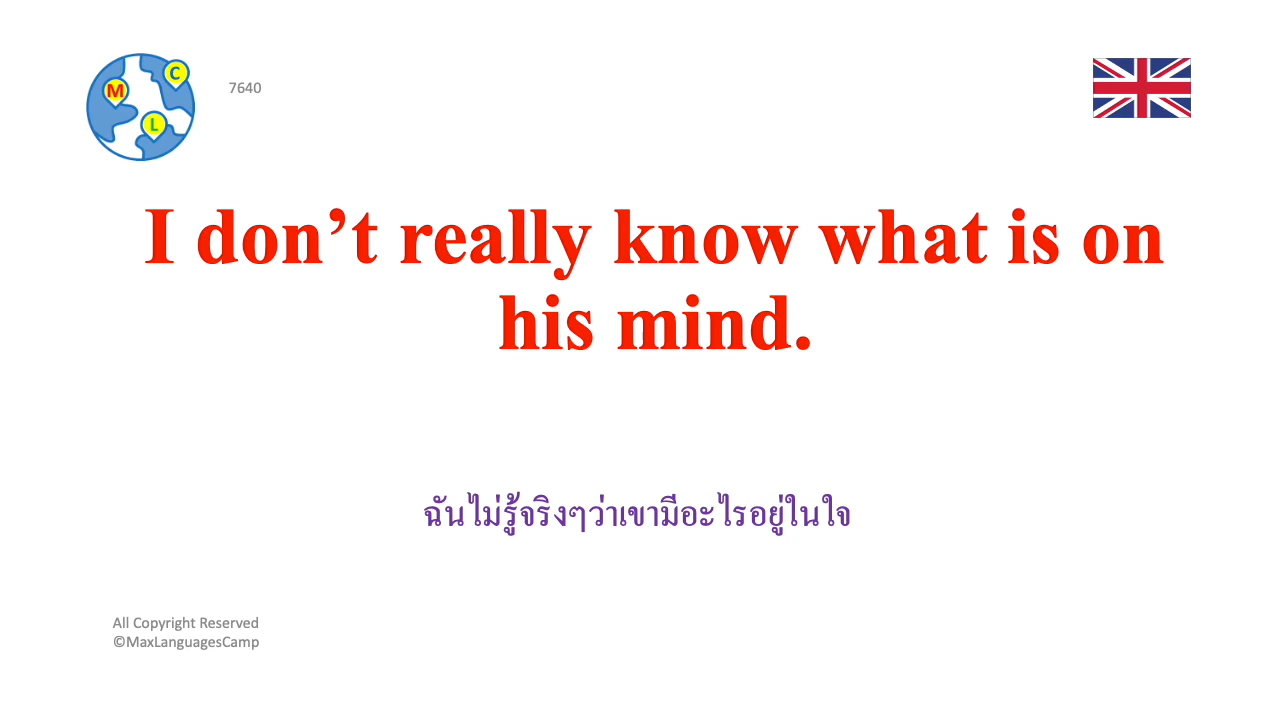 C
M
L
7640
I don’t really know what is on
his mind.
ฉันไม่รู้จริงๆว่าเขามีอะไรอยู่ในใจ
All Copyright Reserved
©MaxLanguagesCamp